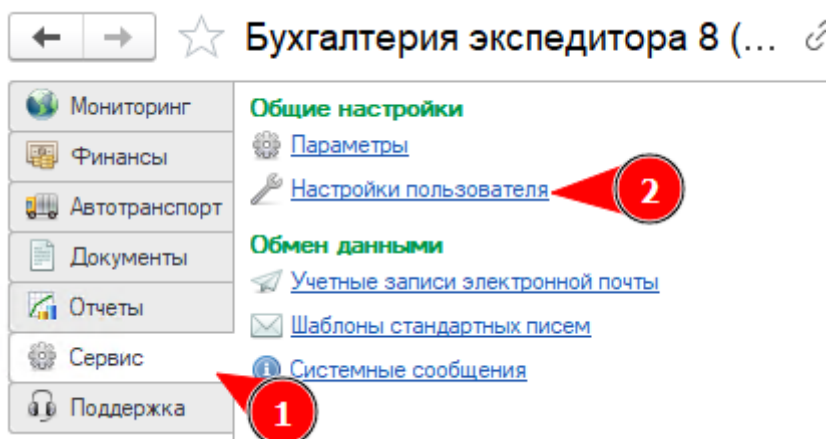 Бухгалтерия экспедитора 8 (...
Мониторинг
Финансы
Автотранспорт
Документы
Отчеты
Сервис
Поддержка
Общие настройки
Параметры
Настройки пользователя
2
Обмен данными
Учетные записи электронной почты
Шаблоны стандартных писем
Системные сообщения
1